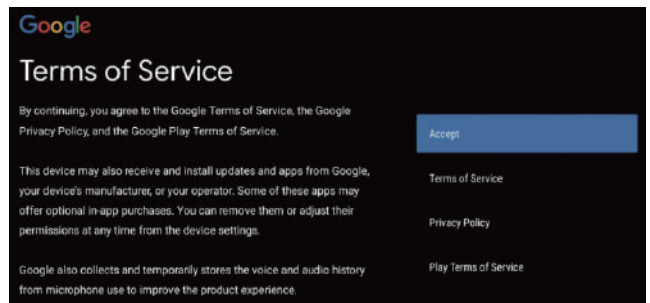 Google
Terms of Service
By continuing, you agree to the Google Terms of Service, the Google
Privacy Policy, and the Google Play Terms of Service.
This device may also receive and install updates and apps from Google,
your device's manufacturer, or your operator. Some of these apps may
offer optional in-app purchases. You can remove them or adjust their
permissions at any time from the device settings.
Google also collects and temporarily stores the voice and audio history
from microphone use to improve the product experience.
Accept
Terms of Service
Privacy Policy
Play Terms of Service